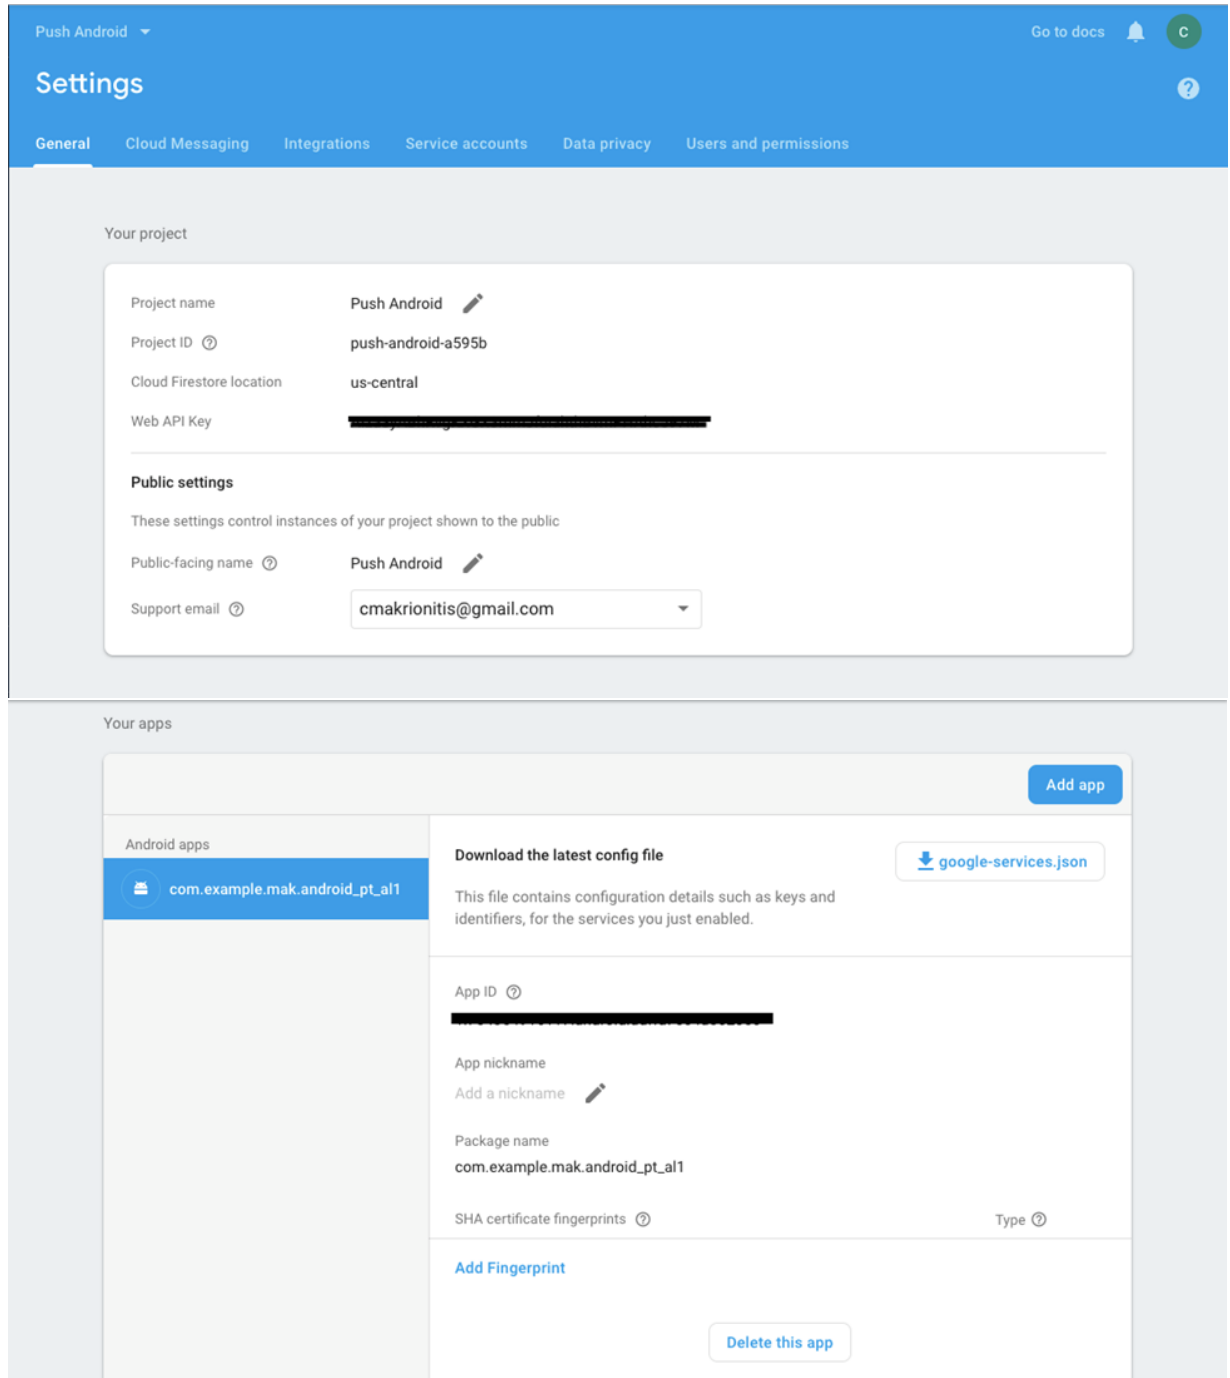 Push Android
Go to docs
C
Settings
General Cloud Messaging Integrations Service accounts Data privacy Users and permissions
Your project
Project name Push Android
Project ID push-android-a595b
Cloud Firestore location us-central
Web API Key
Public settings
These settings control instances of your project shown to the public
Public-facing name Push Android
Support email cmakrionitis@gmail.com
Your apps
Add app
Android apps
com.example.mak.android_pt_al1
Download the latest config file
google-services.json
This file contains configuration details such as keys and
identifiers, for the services you just enabled.
App ID
App nickname
Add a nickname
Package name
com.example.mak.android_pt_al1
SHA certificate fingerprints Type
Add Fingerprint
Delete this app